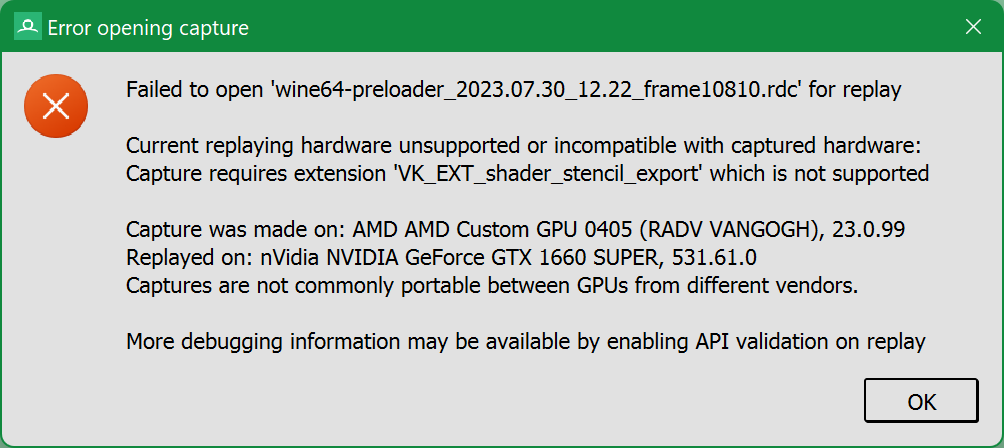 Error opening capture
Failed to open 'wine64-preloader_2023.07.30_12.22_frame10810.rdc' for replay
Current replaying hardware unsupported or incompatible with captured hardware:
Capture requires extension 'VK_EXT_shader_stencil_export' which is not supported
Capture was made on: AMD AMD Custom GPU 0405 (RADV VANGOGH), 23.0.99
Replayed on: nVidia NVIDIA GeForce GTX 1660 SUPER, 531.61.0
Captures are not commonly portable between GPUs from different vendors.
More debugging information may be available by enabling API validation on replay
OK